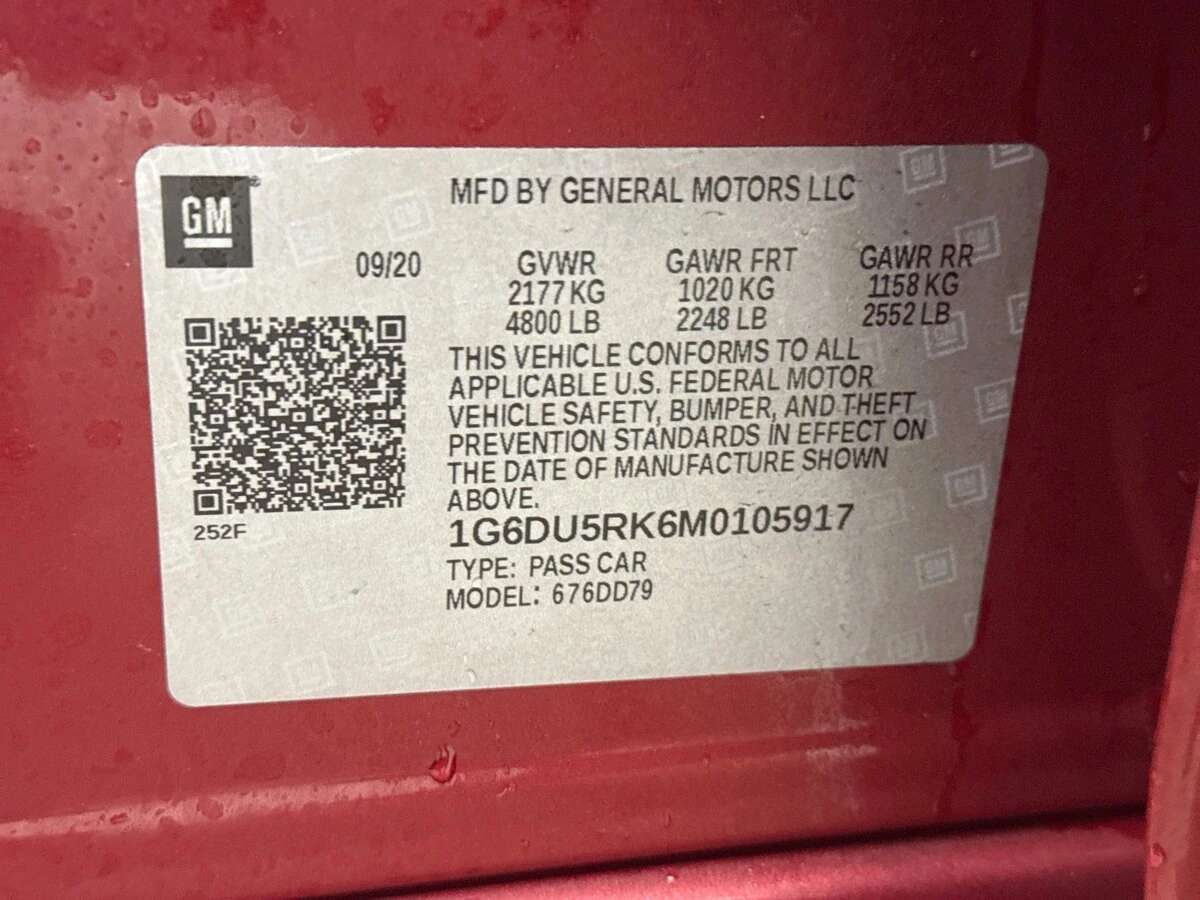 GM
MFD BY GENERAL MOTORS LLC
09/20
GVWR GAWR FRT GAWR RR
2177 KG 1020 KG 1158 KG
4800 LB 2248 LB 2552 LB
THIS VEHICLE CONFORMS TO ALL
APPLICABLE U.S. FEDERAL MOTOR
VEHICLE SAFETY, BUMPER, AND THEFT
PREVENTION STANDARDS IN EFFECT ON
THE DATE OF MANUFACTURE SHOWN
ABOVE.
252F
1G6DU5RK6M0105917
TYPE: PASS CAR
MODEL: 676DD79